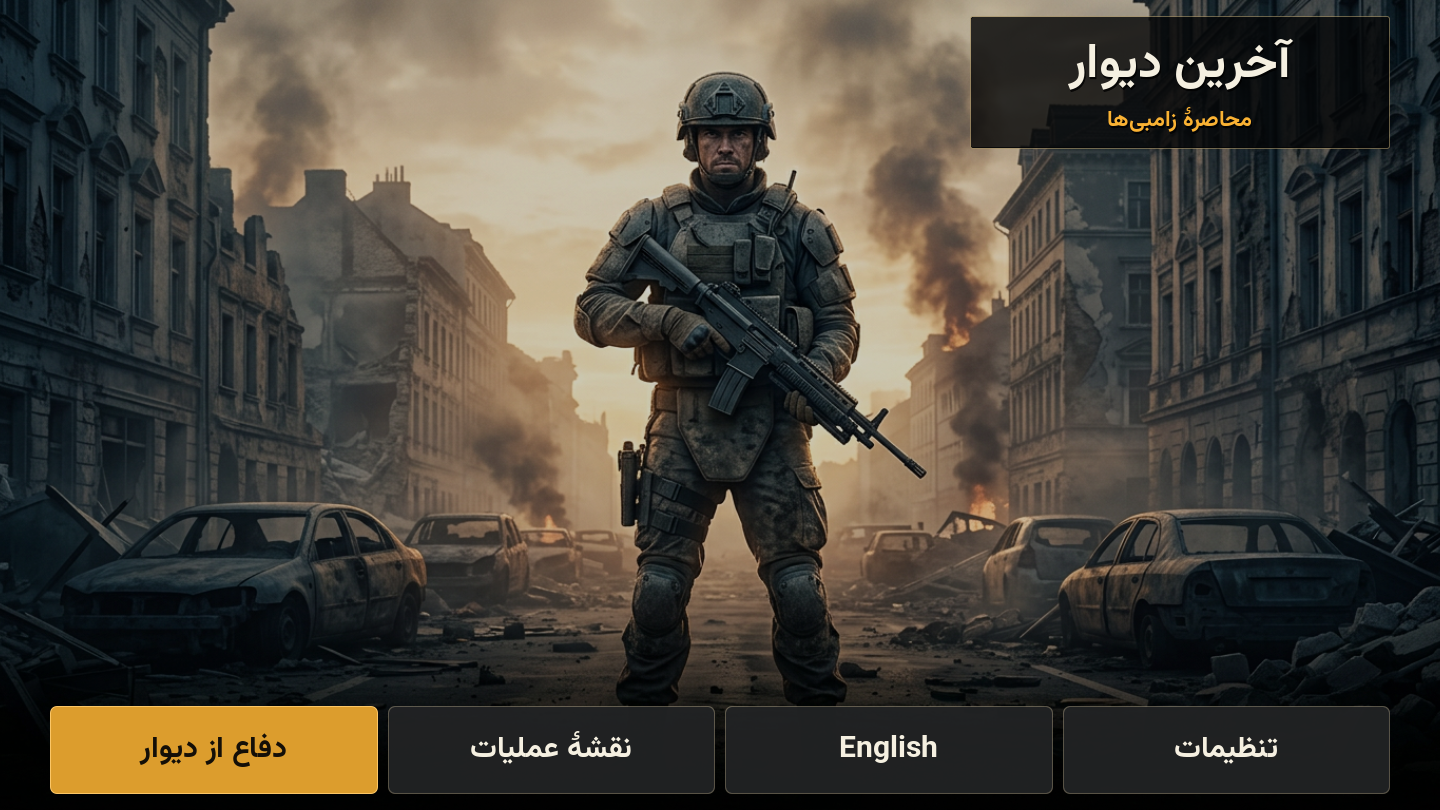 آخرین دیوار
محاصرهٔ زامبی‌ها
تنظیمات
English
نقشهٔ عملیات
دفاع از دیوار